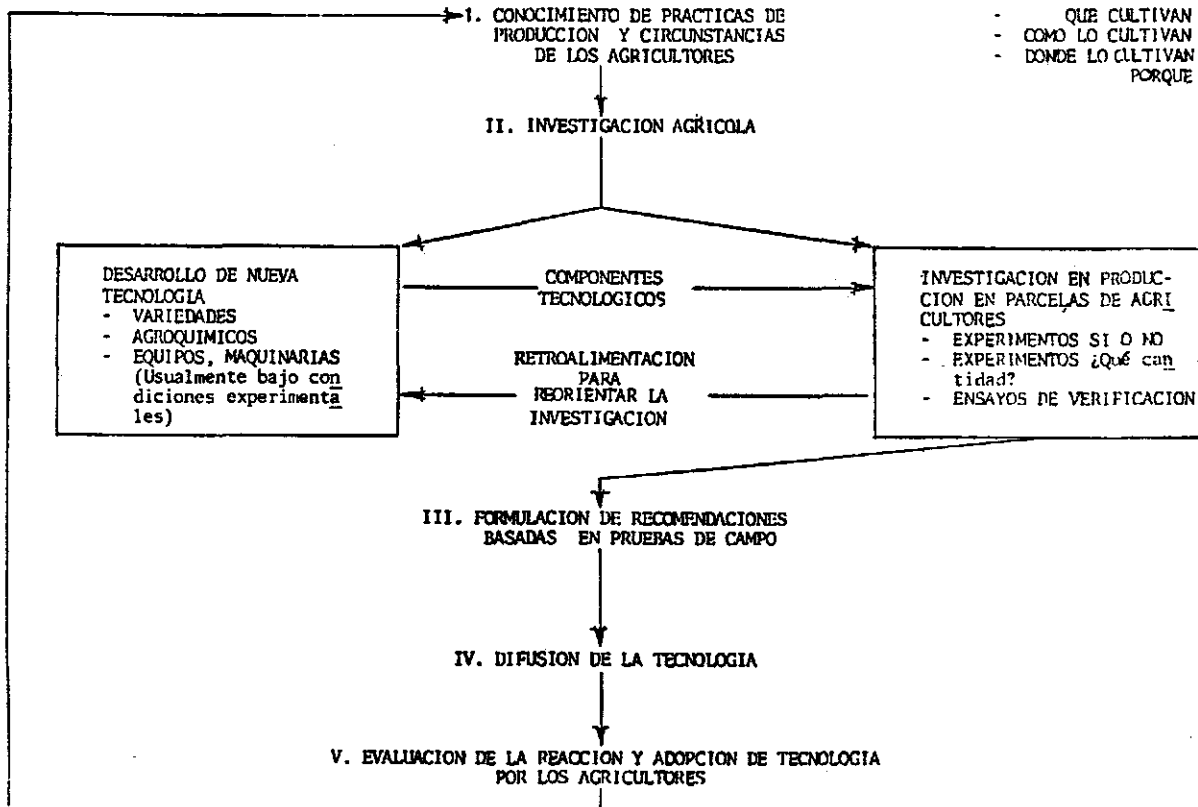 1. CONOCIMIENTO DE PRACTICAS DE
PRODUCCION Y CIRCUNSTANCIAS
DE LOS AGRICULTORES
- QUE CULTIVAN
- COMO LO CULTIVAN
- DONDE LO CULTIVAN
PORQUE
II. INVESTIGACION AGRICOLA
DESARROLLO DE NUEVA
TECNOLOGIA
- VARIEDADES
- AGROQUIMICOS
- EQUIPOS, MAQUINARIAS
(Usualmente bajo con
diciones experimenta
les)
COMPONENTES
TECNOLOGICOS
RETROALIMENTACION
PARA
REORIENTAR LA
INVESTIGACION
INVESTIGACION EN PRODUC-
CION EN PARCELAS DE AGRI
CULTORES
- EXPERIMENTOS SI O NO
- EXPERIMENTOS ¿Qué can
tidad?
- ENSAYOS DE VERIFICACION
III. FORMULACION DE RECOMENDACIONES
BASADAS EN PRUEBAS DE CAMPO
IV. DIFUSION DE LA TECNOLOGIA
V. EVALUACION DE LA REACCION Y ADOPCION DE TECNOLOGIA
POR LOS AGRICULTORES